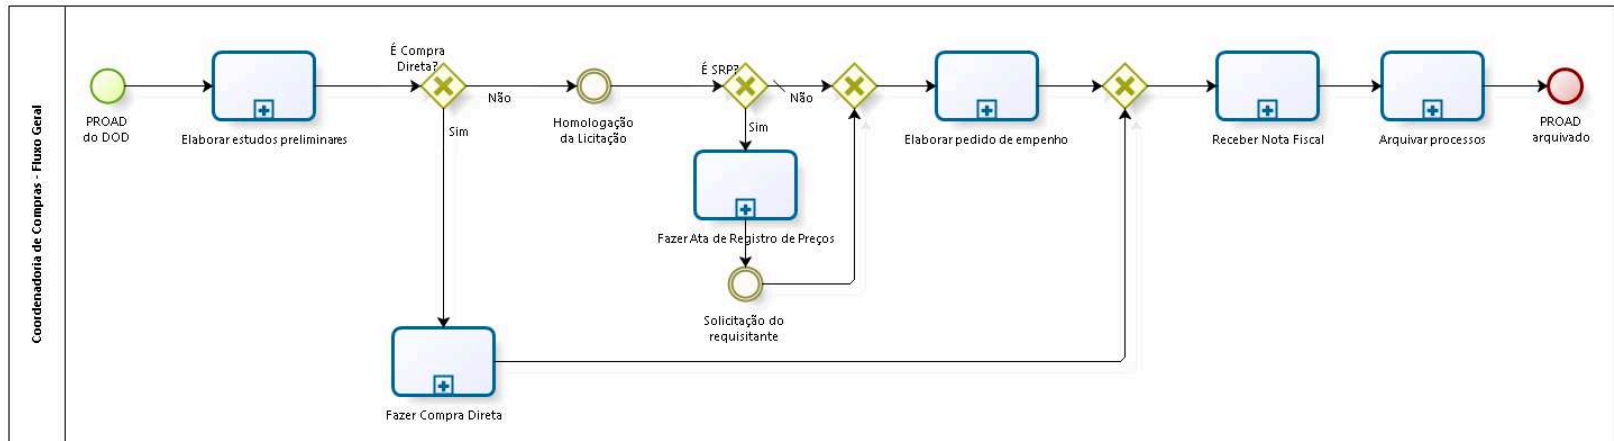 Coordenadoria de Compras - Fluxo Geral
PROAD
do DOD
Elaborar estudos preliminares
É Compra
Direta?
Não
Sim
Homologação
da Licitação
É SRP?
Não
Sim
Fazer Ata de Registro de Preços
Solicitação do
requisitante
Elaborar pedido de empenho
Receber Nota Fiscal
Arquivar processos
PROAD
arquivado
Fazer Compra Direta